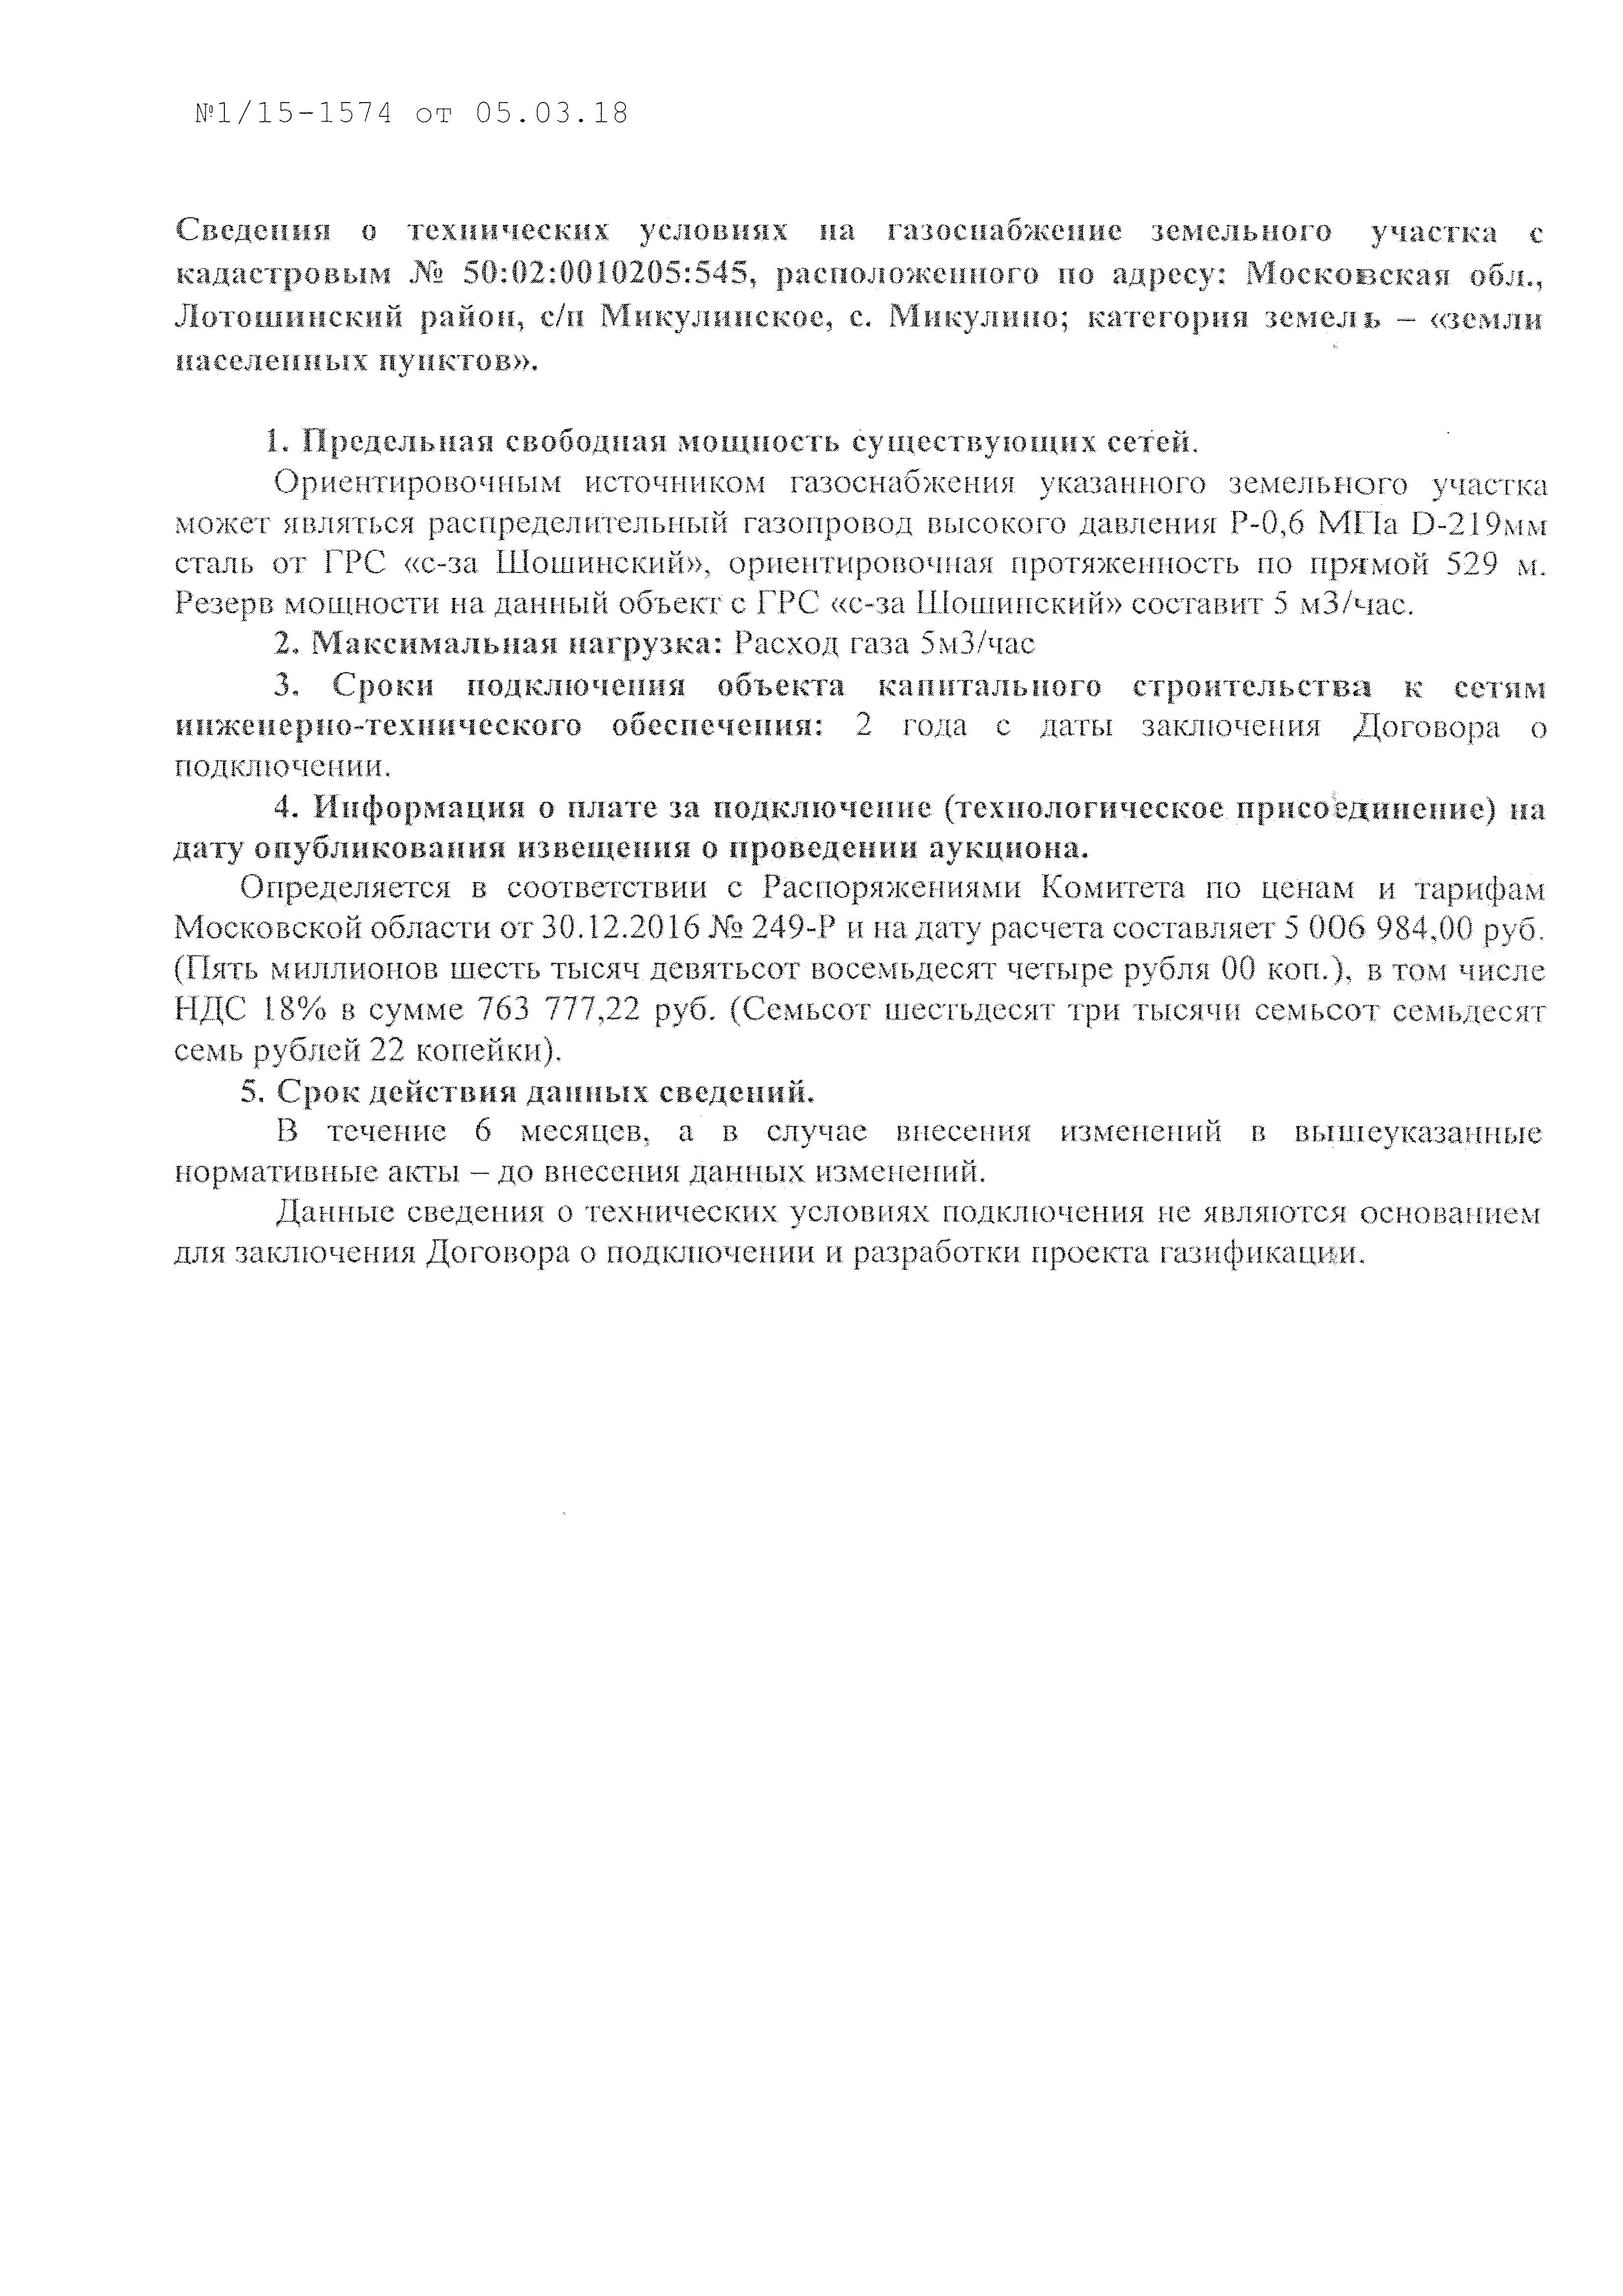 №1/15-1574 от 05.03.18
Сведения о технических условиях на газоснабжение земельного участка с
кадастровым № 50:02:0010205:545, расположенного по адресу: Московская обл.,
Лотошинский район, с/п Микулинское, с. Микулино; категория земель – «земли
населенных пунктов».
1. Предельная свободная мощность существующих сетей.
Ориентировочным источником газоснабжения указанного земельного участка
может являться распределительный газопровод высокого давления Р-0,6 МПа D-219мм
сталь от ГРС «с-за Шошинский», ориентировочная протяженность по прямой 529 м.
Резерв мощности на данный объект с ГРС «с-за Шошинский» составит 5 м3/час.
2. Максимальная нагрузка: Расход газа 5м3/час
3. Сроки подключения объекта капитального строительства к сетям
инженерно-технического обеспечения: 2 года с даты заключения Договора о
подключении.
4. Информация о плате за подключение (технологическое присоединение) на
дату опубликования извещения о проведении аукциона.
Определяется в соответствии с Распоряжениями Комитета по ценам и тарифам
Московской области от 30.12.2016 № 249-Р и на дату расчета составляет 5 006 984,00 руб.
(Пять миллионов шесть тысяч девятьсот восемьдесят четыре рубля 00 коп.), в том числе
НДС 18% в сумме 763 777,22 руб. (Семьсот шестьдесят три тысячи семьсот семьдесят
семь рублей 22 копейки).
5. Срок действия данных сведений.
В течение 6 месяцев, а в случае внесения изменений в вышеуказанные
нормативные акты – до внесения данных изменений.
Данные сведения о технических условиях подключения не являются основанием
для заключения Договора о подключении и разработки проекта газификации.